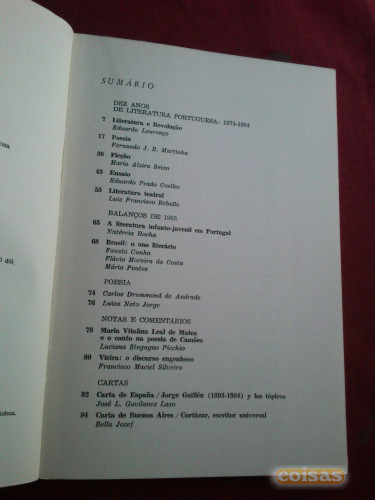 SUMÁRIO
DEZ ANOS
DE LITERATURA PORTUGUESA: 1974-1984
7 Literatura e Revolução
Eduardo Lourenço
17 Poesia
Fernando J. B. Martinho
30 Ficção
Maria Alzira Seixo
43 Ensaio
Eduardo Prado Coelho
55 Literatura teatral
Luiz Francisco Rebello
BALANÇOS DE 1983
65 A literatura infanto-juvenil em Portugal
Natércia Rocha
68 Brasil: o ano literário
Fausto Cunha
Flávio Moreira da Costa
Mário Pontes
POESIA
74 Carlos Drummond de Andrade
76 Luiza Neto Jorge
NOTAS E COMENTÁRIOS
78 Maria Vitalina Leal de Matos
e o canto na poesia de Camões
Luciana Stegagno Picchio
80 Vieira: o discurso engenhoso
Francisco Maciel Silveira
CARTAS
82 Carta de España / Jorge Guillén (1893-1984) y los tópicos
José L. Gavilanes Laso
84 Carta de Buenos Aires / Cortázar, escritor universal
Bella Jozef
coisas